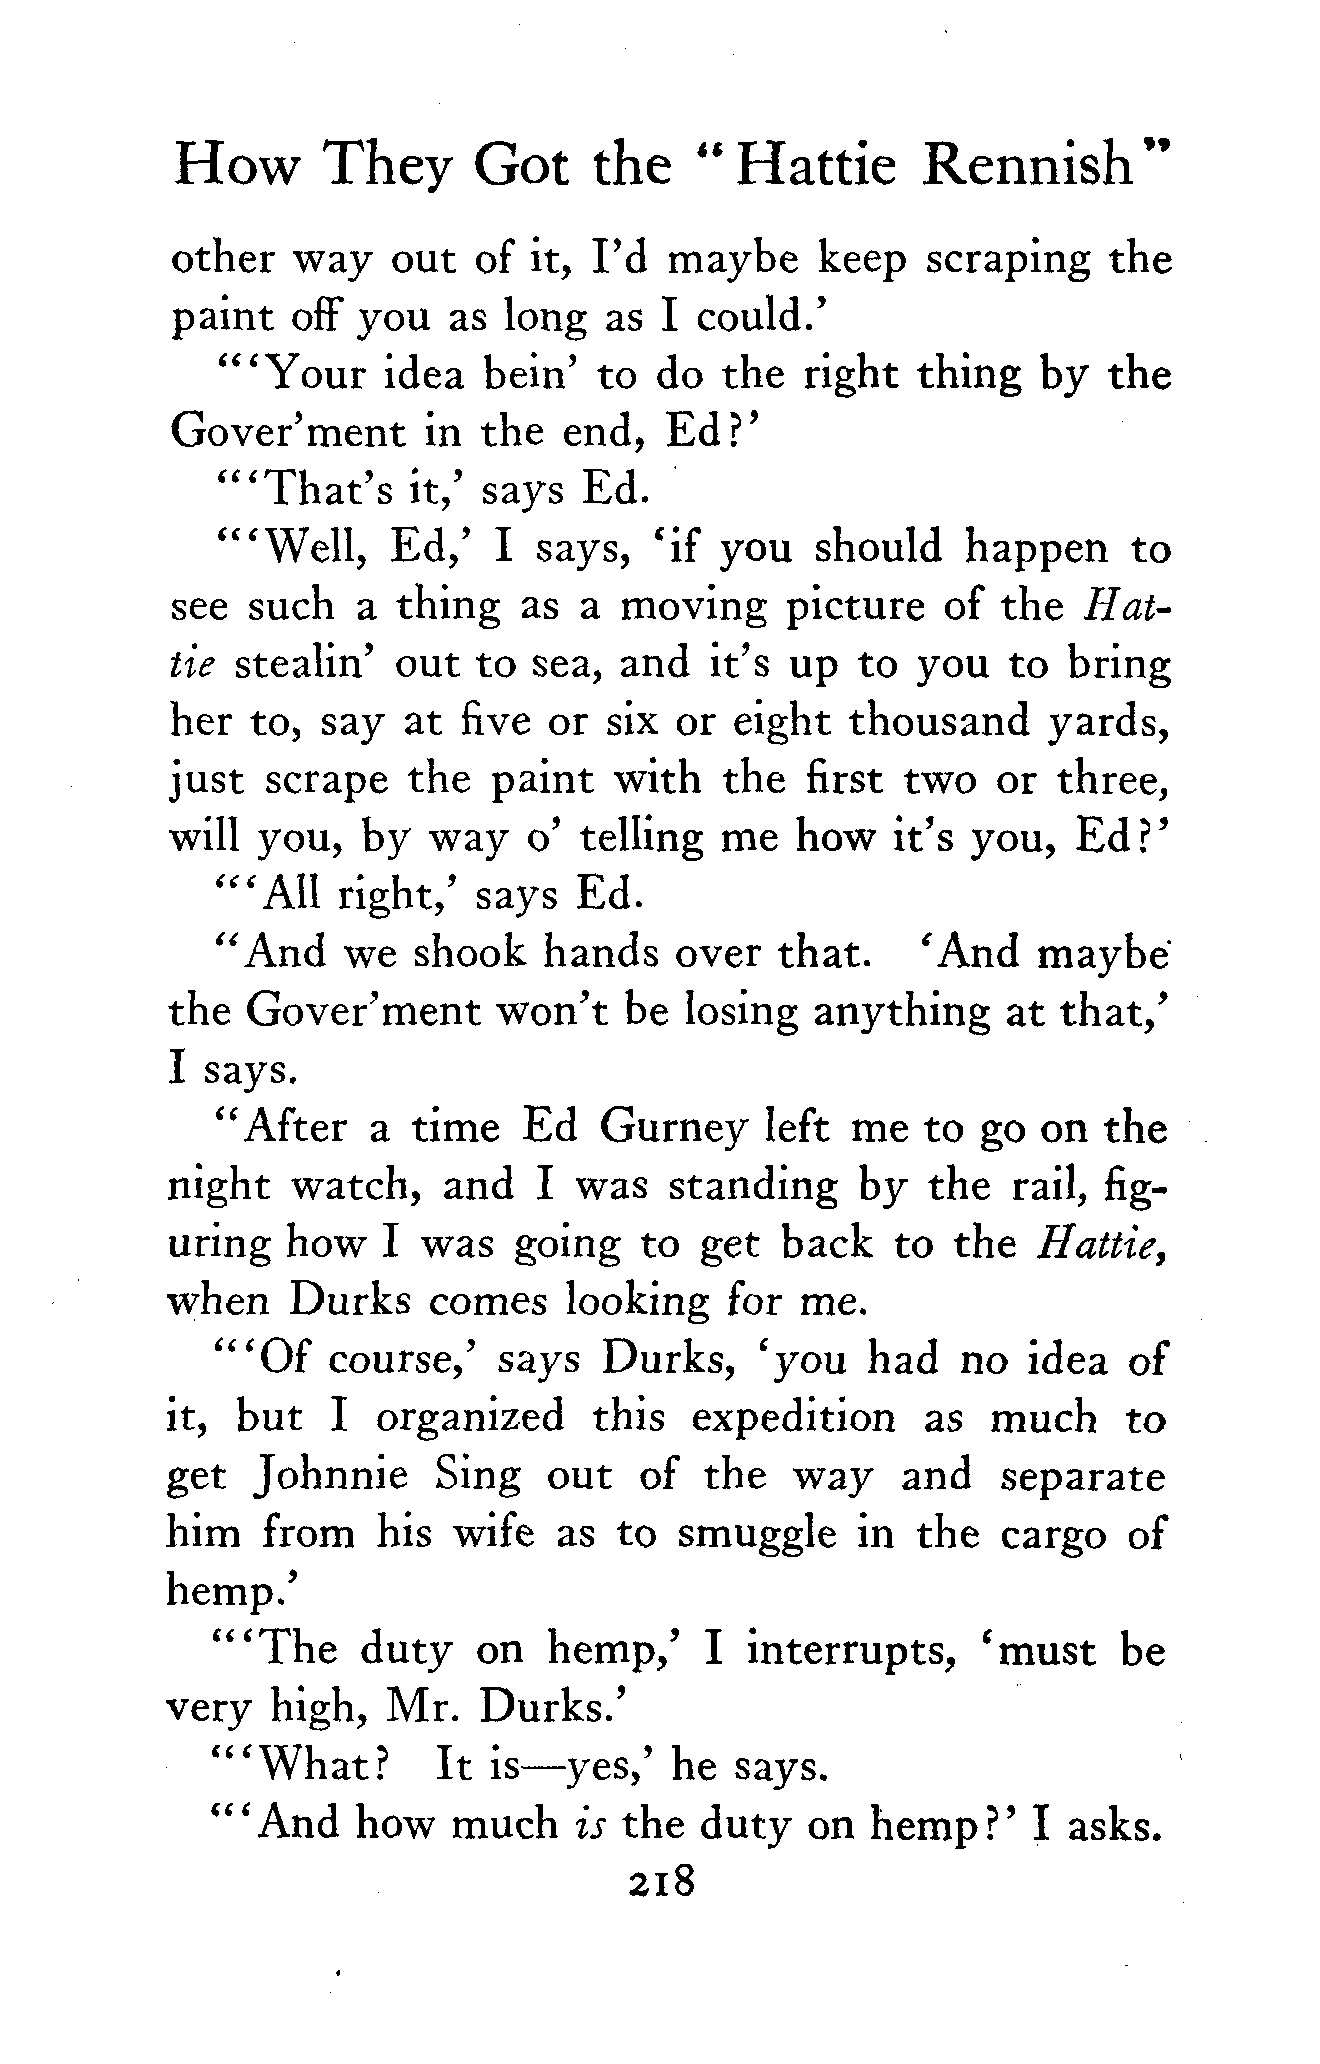 How They Got the “Hattie Rennish”
other way out of it, I’d maybe keep scraping the
paint off you as long as I could.’
“‘Your idea bein’ to do the right thing by the
Gover’ment in the end, Ed?’
“‘That’s it,’ says Ed.
“‘Well, Ed,’ I says, ‘if you should happen to
see such a thing as a moving picture of the Hat-
tie stealin’ out to sea, and it’s up to you to bring
her to, say at five or six or eight thousand yards,
just scrape the paint with the first two or three,
will you, by way o’ telling me how it’s you, Ed?’
“‘All right,’ says Ed.
“And we shook hands over that. ‘And maybe
the Gover’ment won’t be losing anything at that,’
I says.
“After a time Ed Gurney left me to go on the
night watch, and I was standing by the rail, fig-
uring how I was going to get back to the Hattie,
when Durks comes looking for me.
“‘Of course,’ says Durks, ‘you had no idea of
it, but I organized this expedition as much to
get Johnnie Sing out of the way and separate
him from his wife as to smuggle in the cargo of
hemp.’
“‘The duty on hemp,’ I interrupts, ‘must be
very high, Mr. Durks.’
“‘What? It is—yes,’ he says.
“‘And how much is the duty on hemp?’ I asks.
218